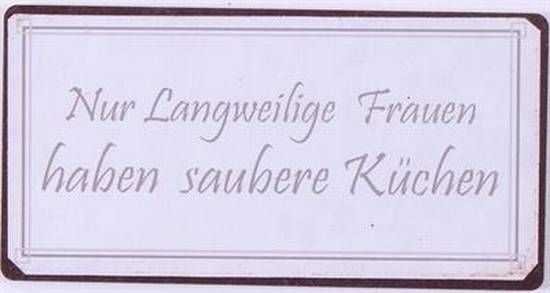 Nur Langweilige Frauen
haben saubere Küchen